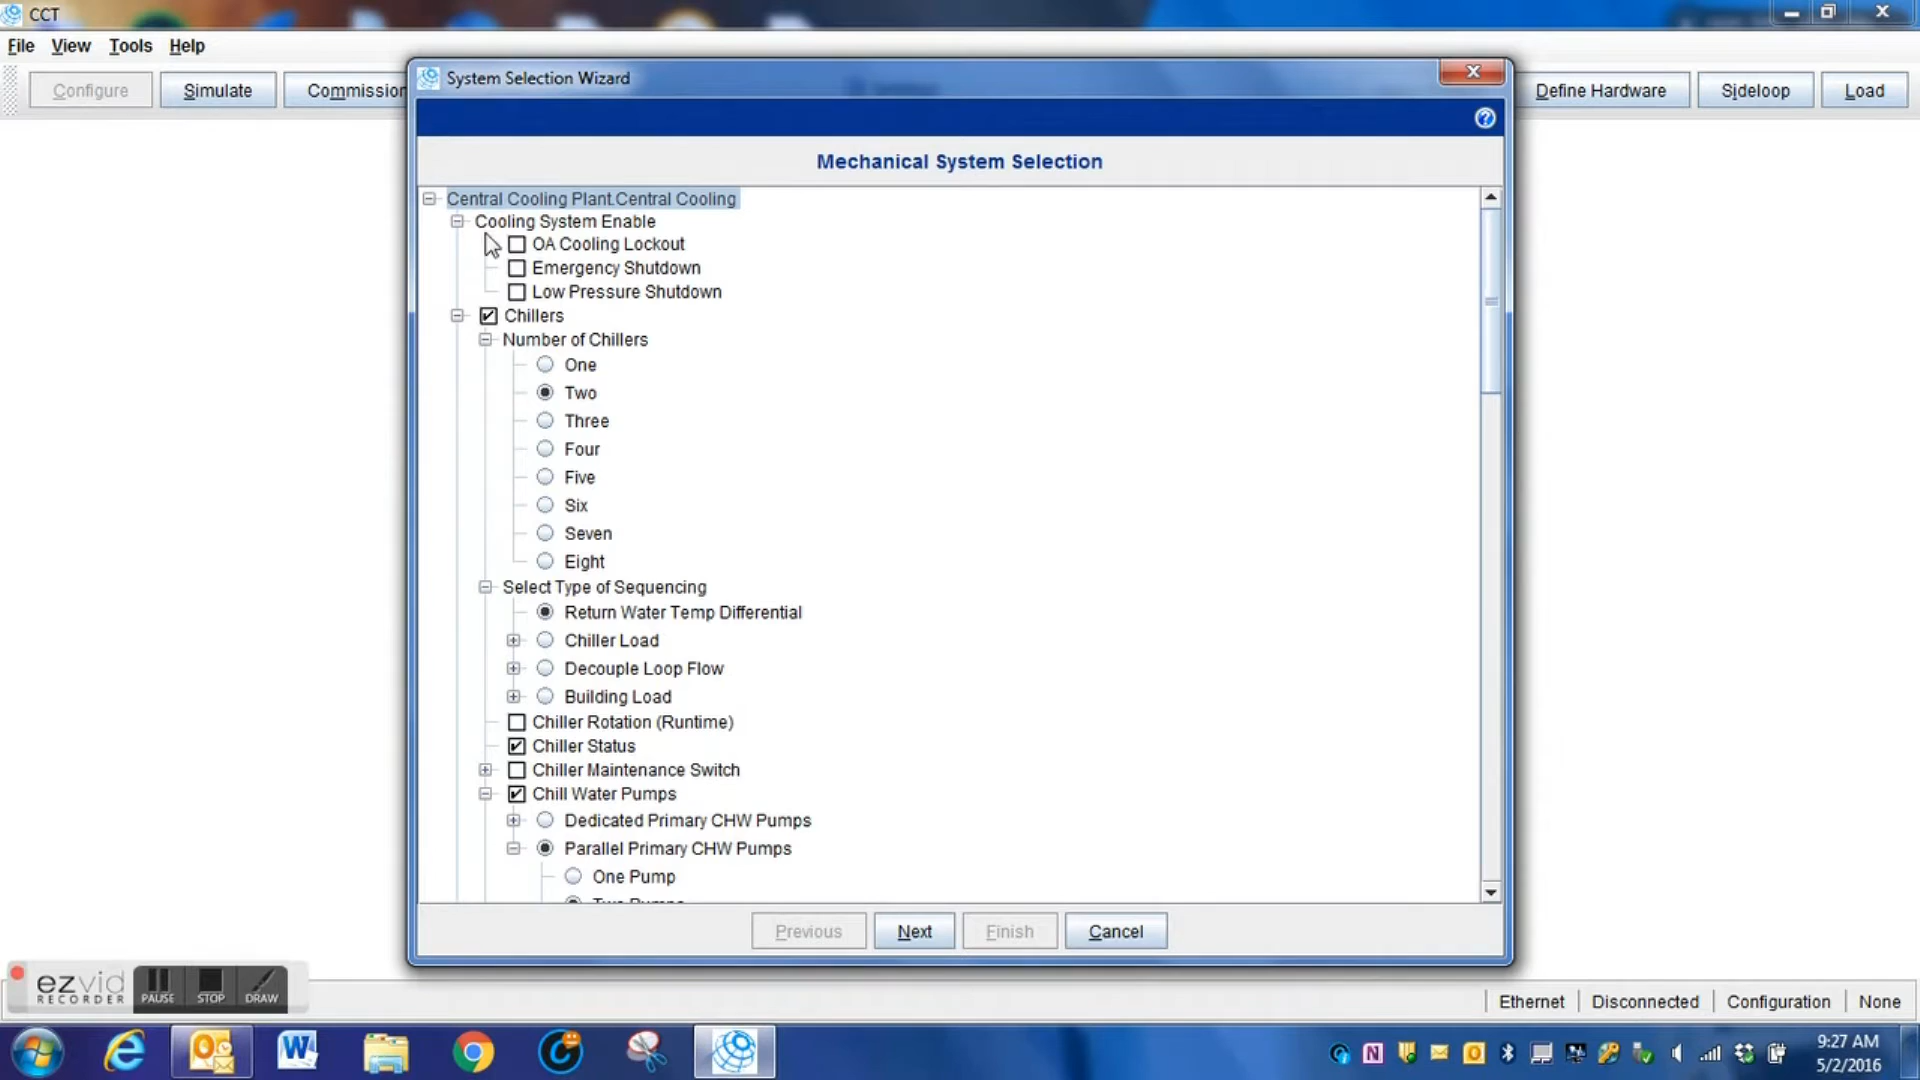 CCT
File View Tools Help
Configure Simulate Commission Define Hardware Sideloop Load
System Selection Wizard
Mechanical System Selection
Central Cooling Plant.Central Cooling
Cooling System Enable
OA Cooling Lockout
Emergency Shutdown
Low Pressure Shutdown
Chillers
Number of Chillers
One
Two
Three
Four
Five
Six
Seven
Eight
Select Type of Sequencing
Return Water Temp Differential
Chiller Load
Decouple Loop Flow
Building Load
Chiller Rotation (Runtime)
Chiller Status
Chiller Maintenance Switch
Chill Water Pumps
Dedicated Primary CHW Pumps
Parallel Primary CHW Pumps
One Pump
Two Pumps
Previous Next Finish Cancel
ezvid
RECORDER
PAUSE STOP DRAW
Ethernet Disconnected Configuration None
9:27 AM
5/2/2016